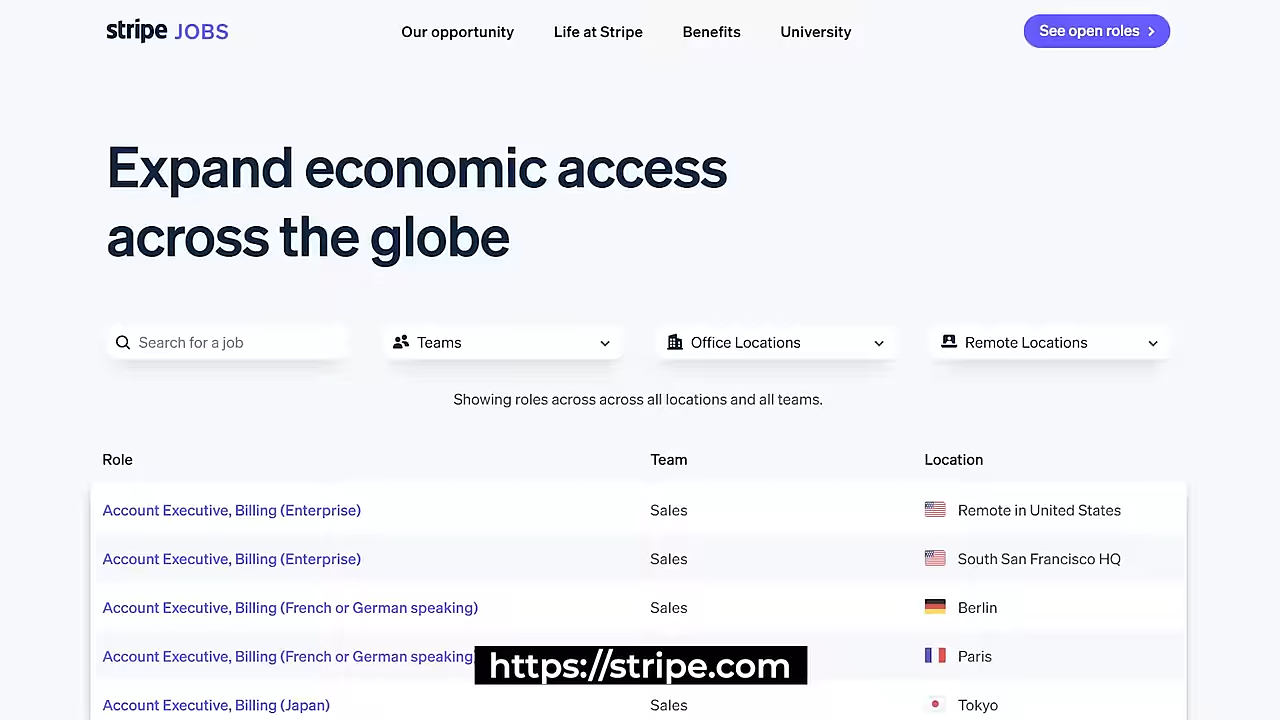 stripe JOBS
Our opportunity
Life at Stripe
Benefits
University
See open roles
Expand economic access
across the globe
Search for a job
Teams
Office Locations
Remote Locations
Showing roles across across all locations and all teams.
Role Team Location
Account Executive, Billing (Enterprise) Sales Remote in United States
Account Executive, Billing (Enterprise) Sales South San Francisco HQ
Account Executive, Billing (French or German speaking) Sales Berlin
Account Executive, Billing (French or German speaking Paris
https://stripe.com
Account Executive, Billing (Japan) Sales Tokyo